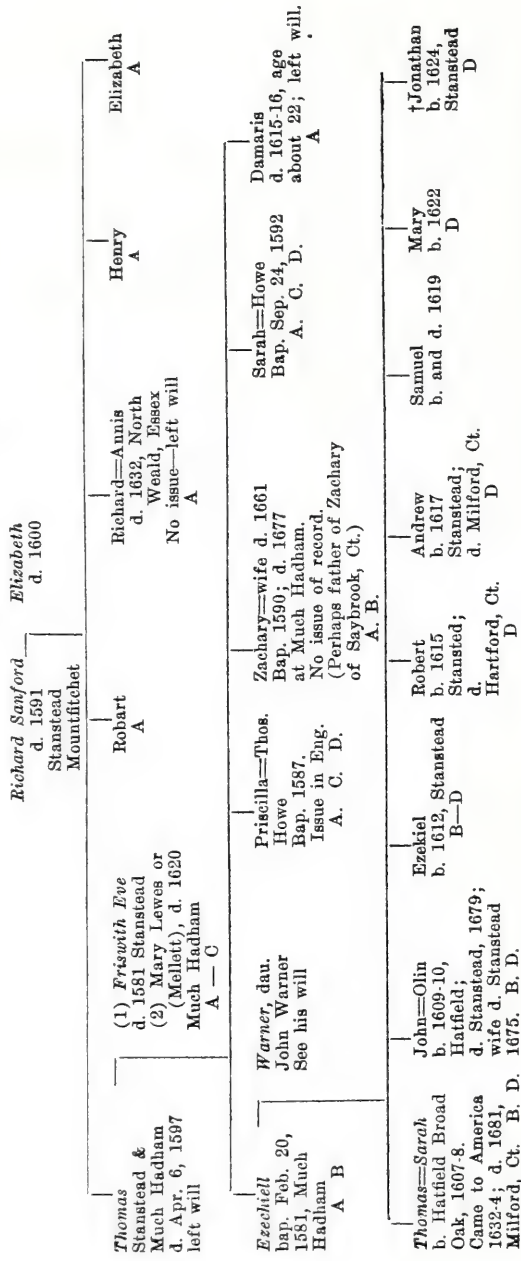 Richard Sanford
d. 1591
Stanstead
Mountfitchet
Elizabeth
d. 1600
Thomas
Stanstead &
Much Hadham
d. Apr. 6, 1597
left will
(1) Friswith Eve
d. 1581 Stanstead
(2) Mary Lewes or
(Mellett), d. 1620
Much Hadham
A — C
Robart
A
Richard=Annis
d. 1632, North
Weald, Essex
No issue—left will
A
Henry
A
Elizabeth
A
Ezechiell
bap. Feb. 20,
1581, Much
Hadham
A B
Warner, dau.
John Warner
See his will
Priscilla=Thos.
Howe
Bap. 1587.
Issue in Eng.
A. C. D.
Zachary=wife d. 1661
Bap. 1590; d. 1677
at Much Hadham.
No issue of record.
(Perhaps father of Zachary
of Saybrook, Ct.)
A. B.
Sarah=Howe
Bap. Sep. 24, 1592
A. C. D.
Damaris
d. 1615-16, age
about 22; left will.
A
Thomas=Sarah
b. Hatfield Broad
Oak, 1607-8.
Came to America
1632-4; d. 1681,
Milford, Ct. B. D.
John=Olin
b. 1609-10,
Hatfield;
d. Stanstead, 1679;
wife d. Stanstead
1675. B. D.
Ezekiel
b. 1612, Stanstead
B—D
Robert
b. 1615
Stansted;
d.
Hartford, Ct.
D
Andrew
b. 1617
Stanstead;
d. Milford, Ct.
D
Samuel
b. and d. 1619
Mary
b. 1622
D
†Jonathan
b. 1624,
Stanstead
D